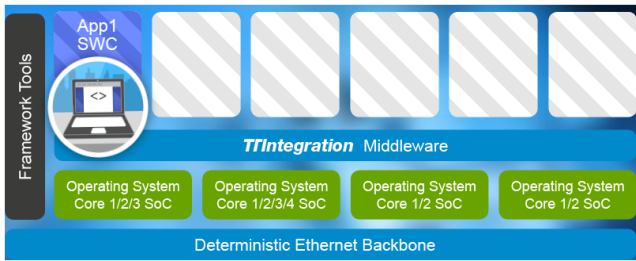 Framework Tools
App1
SWC
<>
TTIntegration Middleware
Operating System
Core 1/2/3 SoC
Operating System
Core 1/2/3/4 SoC
Operating System
Core 1/2 SoC
Operating System
Core 1/2 SoC
Deterministic Ethernet Backbone